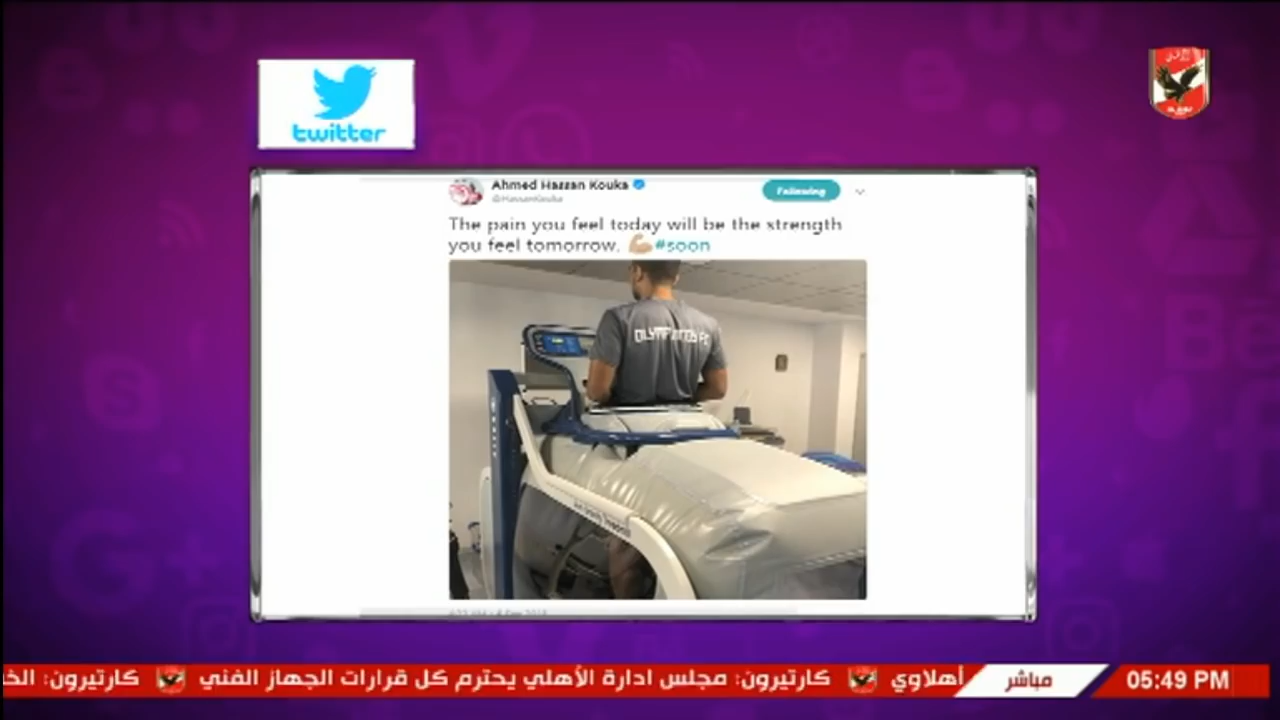 twitter
Ahmed Hassan Kouka
@HassanKouka
Following
The pain you feel today will be the strength
you feel tomorrow. 💪🏼 #soon
مباشر
05:49 PM
أهلاوي
كارتيرون: مجلس ادارة الأهلي يحترم كل قرارات الجهاز الفني
كارتيرون: